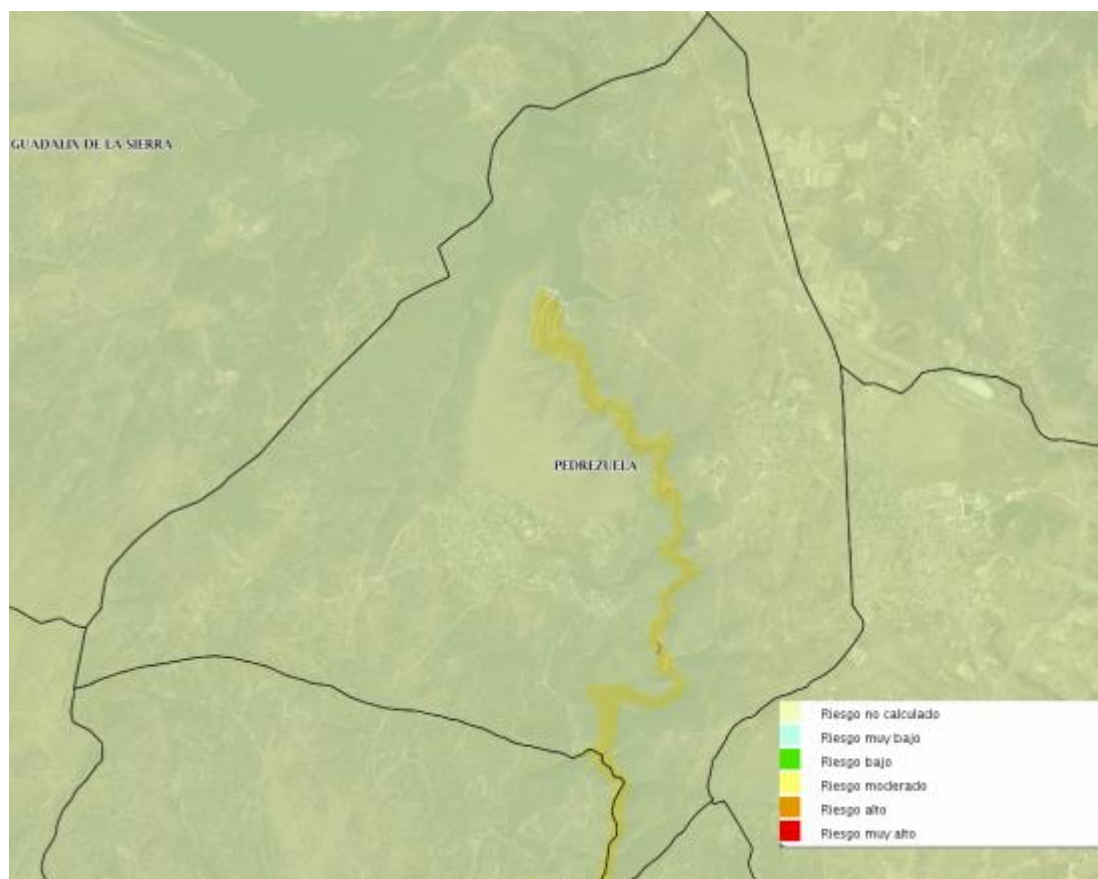 GUADALIX DE LA SIERRA
PEDREZUELA
Riesgo no calculado
Riesgo muy bajo
Riesgo bajo
Riesgo moderado
Riesgo alto
Riesgo muy alto